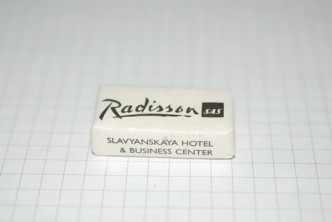 Radisson SAS
SLAVYANSKAYA HOTEL
& BUSINESS CENTER